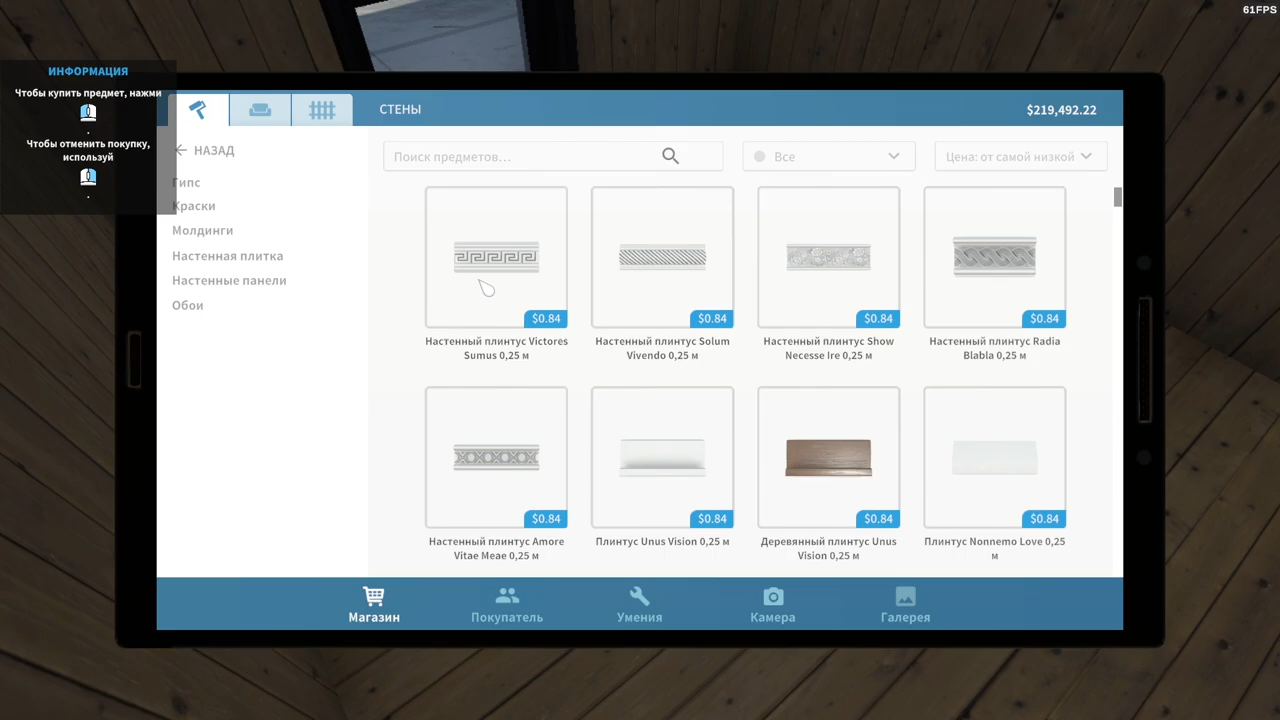 61FPS
ИНФОРМАЦИЯ
Чтобы купить предмет, нажми
.
Чтобы отменить покупку,
используй
.
СТЕНЫ
$219,492.22
НАЗАД
Гипс
Краски
Молдинги
Настенная плитка
Настенные панели
Обои
Поиск предметов...
Все
Цена: от самой низкой
$0.84
$0.84
$0.84
$0.84
Настенный плинтус Victores
Sumus 0,25 м
Настенный плинтус Solum
Vivendo 0,25 м
Настенный плинтус Show
Necesse Ire 0,25 м
Настенный плинтус Radia
Blabla 0,25 м
$0.84
$0.84
$0.84
$0.84
Настенный плинтус Amore
Vitae Meae 0,25 м
Плинтус Unus Vision 0,25 м
Деревянный плинтус Unus
Vision 0,25 м
Плинтус Nonnemo Love 0,25
м
Магазин
Покупатель
Умения
Камера
Галерея